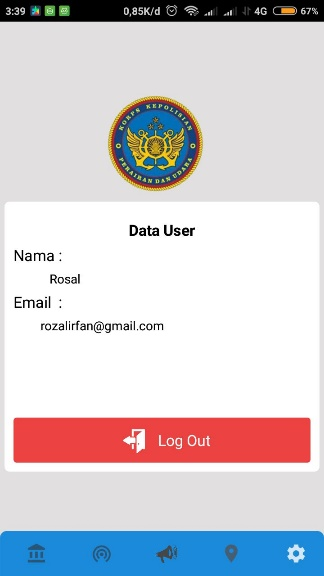 3:39 0,85K/d 4G 67%
KORPS KEPOLISIAN
PERAIRAN DAN UDARA
Data User
Nama :
Rosal
Email :
rozalirfan@gmail.com
Log Out